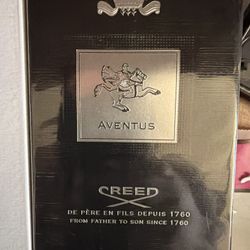 AVENTUS
CREED
DE PÈRE EN FILS DEPUIS 1760
FROM FATHER TO SON SINCE 1760